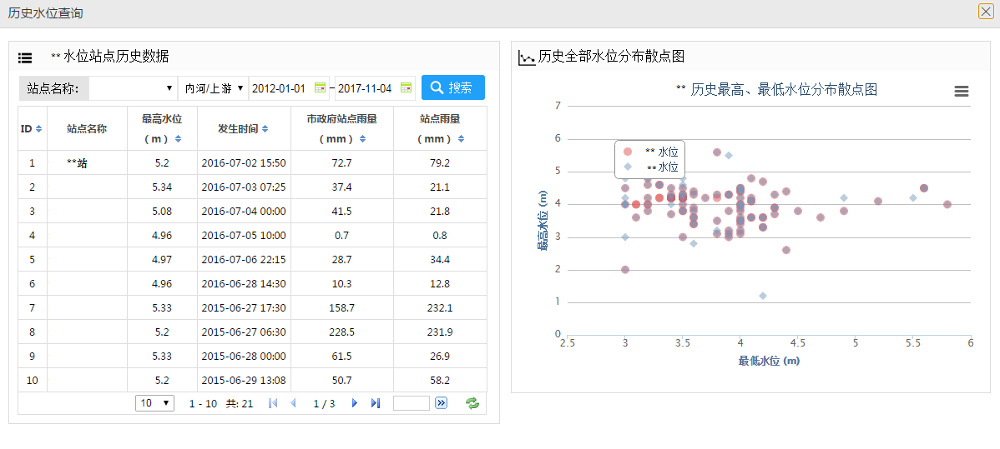 历史水位查询
** 水位站点历史数据
站点名称： 内河/上游 2012-01-01 – 2017-11-04 搜索
ID 站点名称 最高水位（m） 发生时间 市政府站点雨量（mm） 站点雨量（mm）
1 **站 5.2 2016-07-02 15:50 72.7 79.2
2 5.34 2016-07-03 07:25 37.4 21.1
3 5.08 2016-07-04 00:00 41.5 21.8
4 4.96 2016-07-05 10:00 0.7 0.8
5 4.97 2016-07-06 22:15 28.7 34.4
6 4.96 2016-06-28 14:30 10.3 12.8
7 5.33 2015-06-27 17:30 158.7 232.1
8 5.2 2015-06-27 06:30 228.5 231.9
9 5.33 2015-06-28 00:00 61.5 26.9
10 5.2 2015-06-29 13:08 50.7 58.2
10 1 - 10 共: 21 1 / 3
历史全部水位分布散点图
** 历史最高、最低水位分布散点图
7
6
** 水位
** 水位
5
4
3
2
1
0
最高水位 (m)
2.5 3 3.5 4 4.5 5 5.5 6
最低水位 (m)